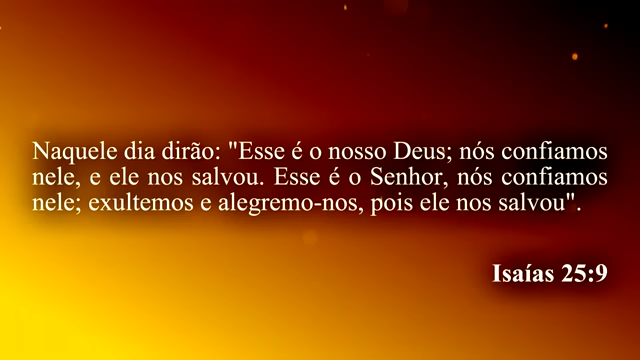 Naquele dia dirão: "Esse é o nosso Deus; nós confiamos
nele, e ele nos salvou. Esse é o Senhor, nós confiamos
nele; exultemos e alegremo-nos, pois ele nos salvou".
Isaías 25:9